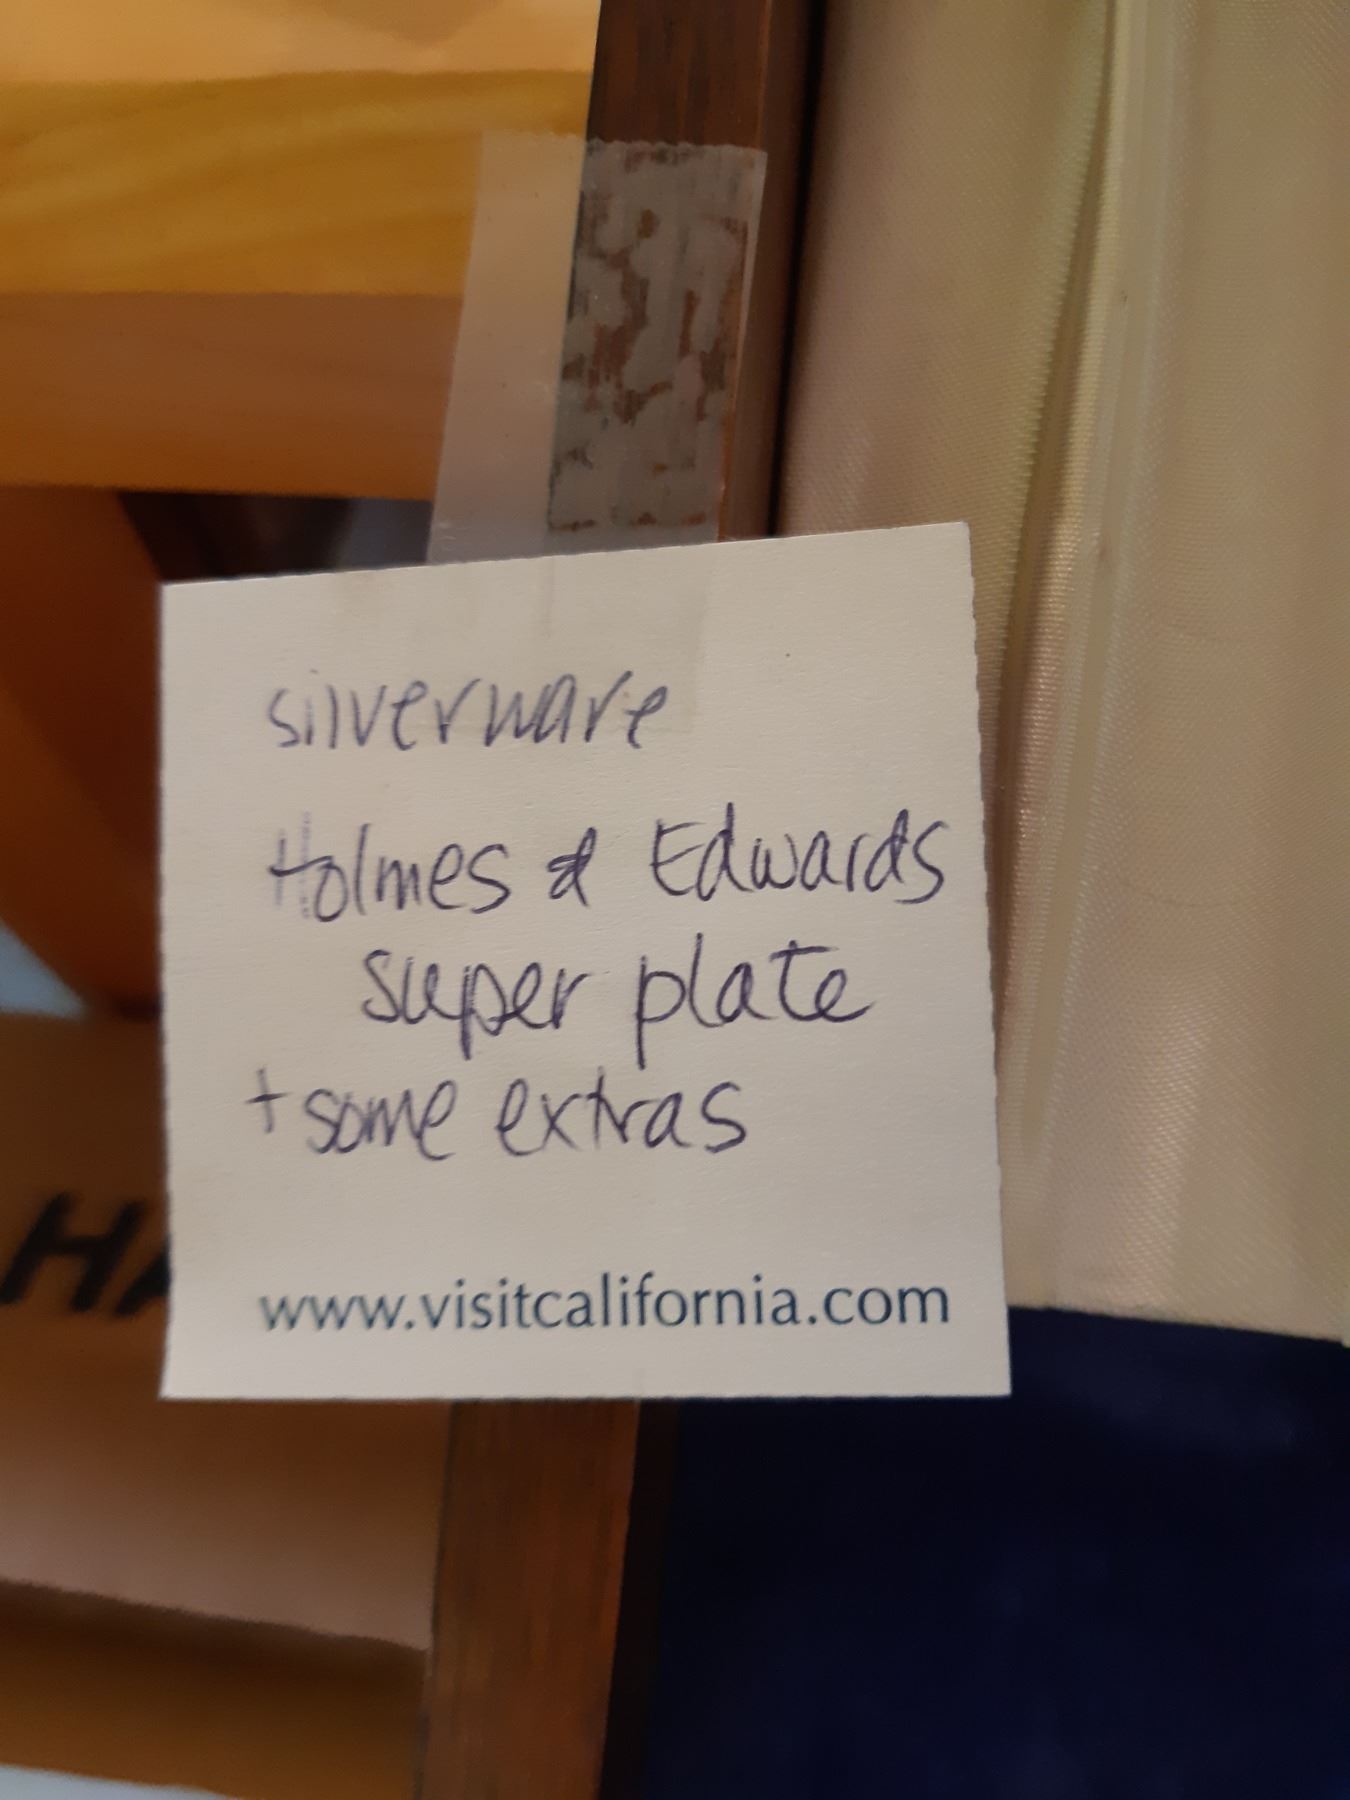 silverware
Holmes & Edwards
super plate
+ some extras
www.visitcalifornia.com